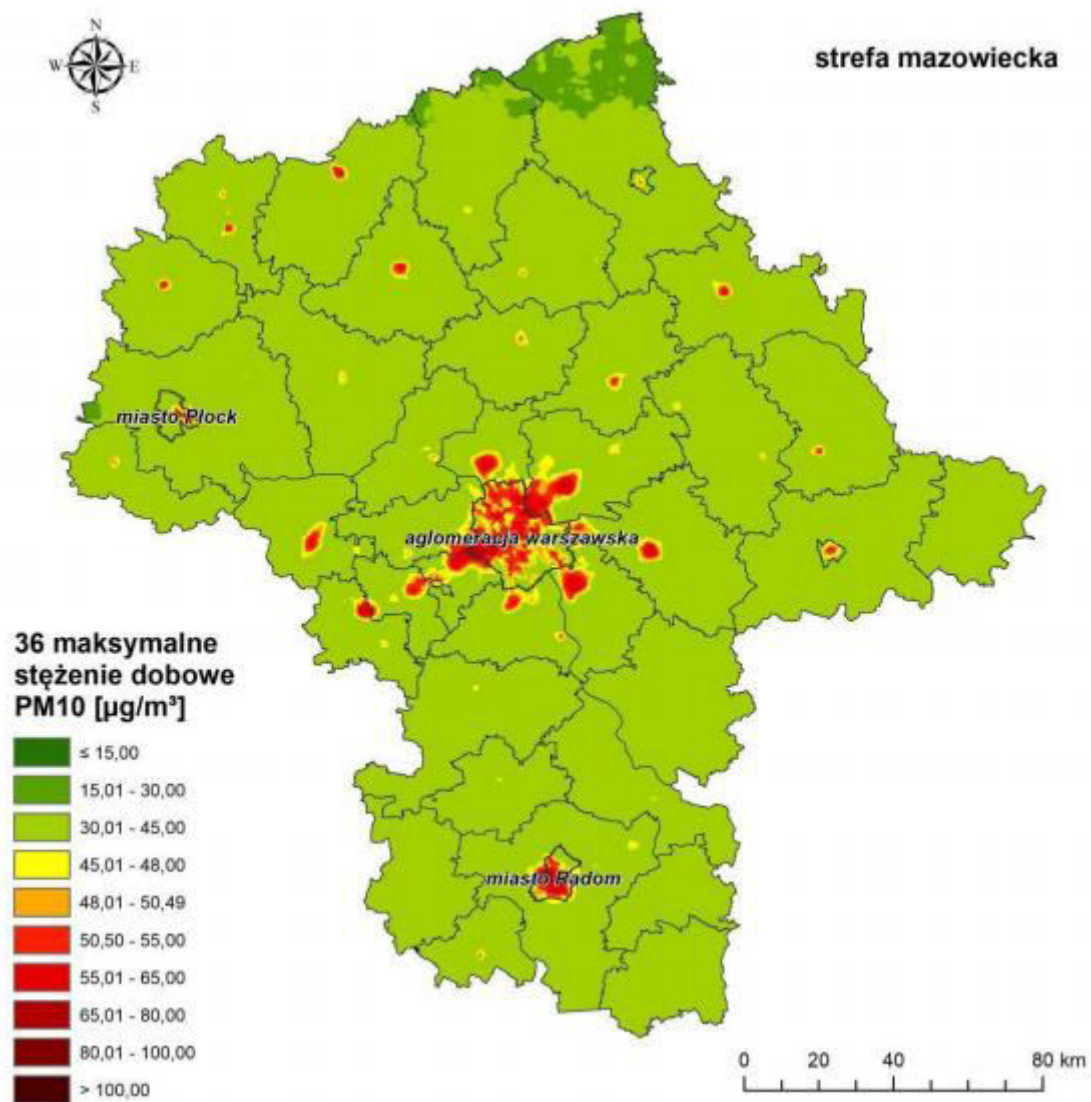 N
W E
S
strefa mazowiecka
miasto Płock
aglomeracja warszawska
miasto Radom
36 maksymalne
stężenie dobowe
PM10 [µg/m³]
≤ 15,00
15,01 - 30,00
30,01 - 45,00
45,01 - 48,00
48,01 - 50,49
50,50 - 55,00
55,01 - 65,00
65,01 - 80,00
80,01 - 100,00
> 100,00
0 20 40 80 km